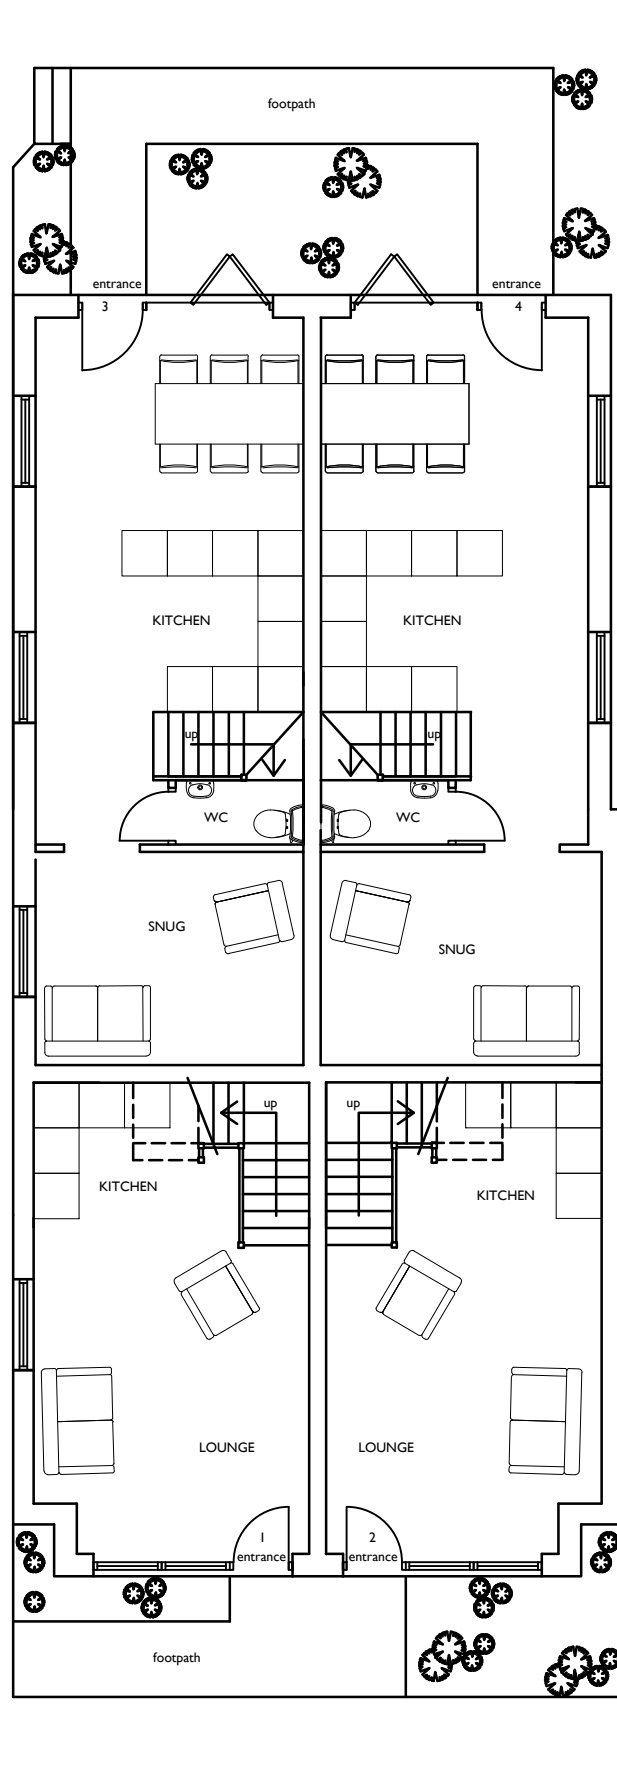 footpath
entrance
3
entrance
4
KITCHEN
KITCHEN
up
up
WC
WC
SNUG
SNUG
up
up
KITCHEN
KITCHEN
LOUNGE
LOUNGE
1
entrance
2
entrance
footpath